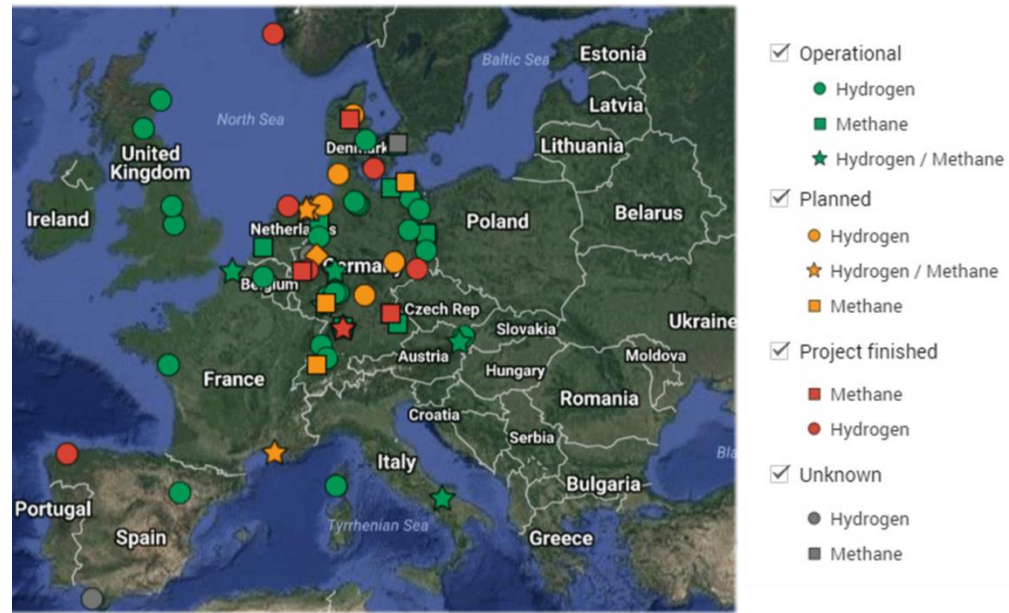 Estonia
Baltic Sea
Latvia
North Sea
Lithuania
Denmark
United
Kingdom
Ireland
Belarus
Poland
Netherlands
Germany
Belgium
Czech Rep
Ukraine
Slovakia
Austria
Moldova
Hungary
France
Romania
Croatia
Serbia
Italy
Bulgaria
Portugal
Spain
Tyrrhenian Sea
Greece
Operational
Hydrogen
Methane
Hydrogen / Methane
Planned
Hydrogen
Hydrogen / Methane
Methane
Project finished
Methane
Hydrogen
Unknown
Hydrogen
Methane